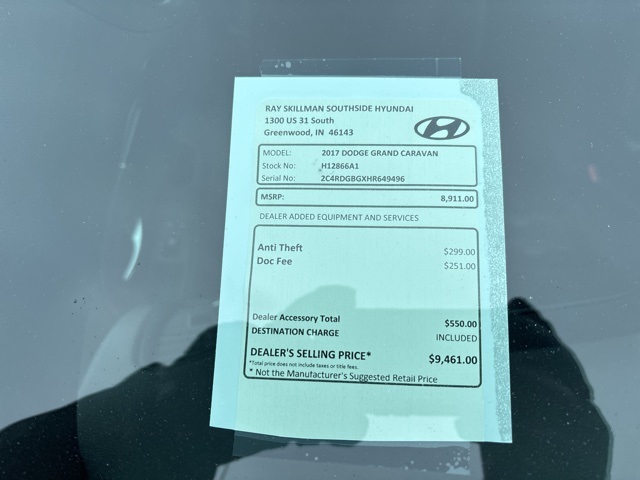 RAY SKILLMAN SOUTHSIDE HYUNDAI
1300 US 31 South
Greenwood, IN 46143
MODEL: 2017 DODGE GRAND CARAVAN
Stock No: H12866A1
Serial No: 2C4RDGBGXHR649496
MSRP: 8,911.00
DEALER ADDED EQUIPMENT AND SERVICES
Anti Theft $299.00
Doc Fee $251.00
Dealer Accessory Total $550.00
DESTINATION CHARGE INCLUDED
DEALER'S SELLING PRICE* $9,461.00
*Total price does not include taxes or title fees.
* Not the Manufacturer's Suggested Retail Price